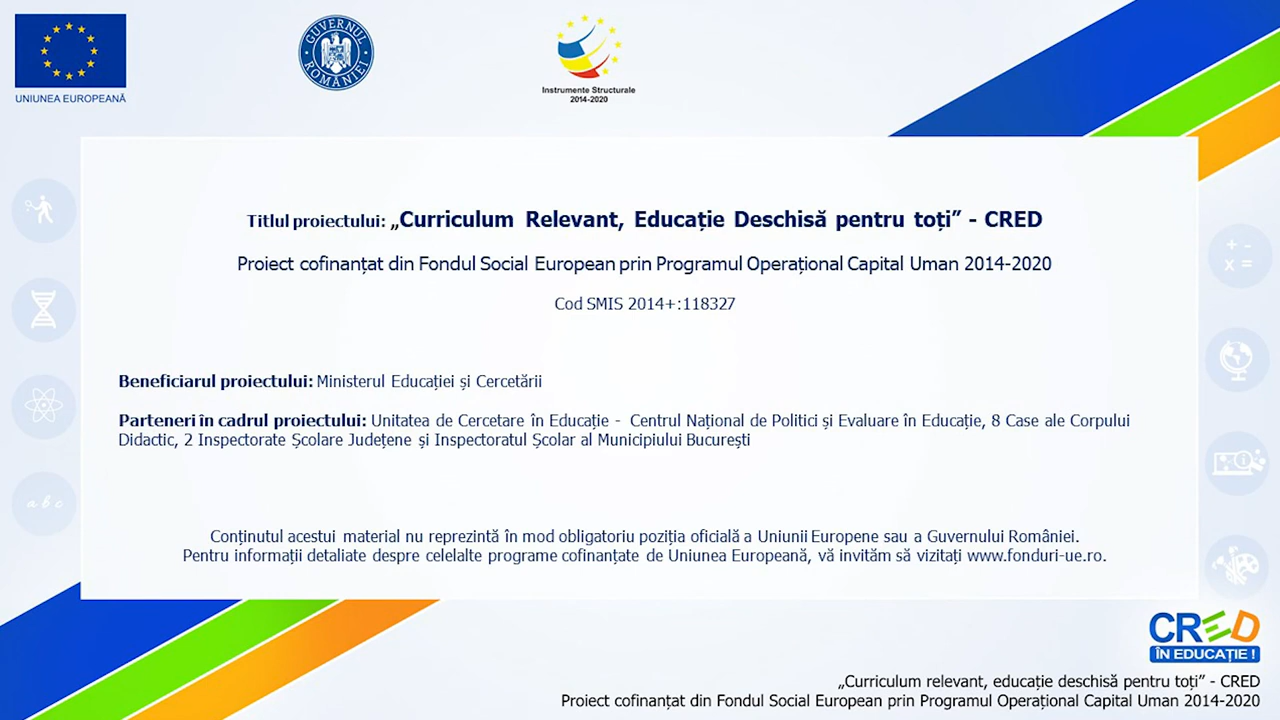 UNIUNEA EUROPEANĂ
GUVERNUL ROMÂNIEI
Instrumente Structurale
2014-2020
Titlul proiectului: „Curriculum Relevant, Educație Deschisă pentru toți” - CRED
Proiect cofinanțat din Fondul Social European prin Programul Operațional Capital Uman 2014-2020
Cod SMIS 2014+:118327
Beneficiarul proiectului: Ministerul Educației și Cercetării
Parteneri în cadrul proiectului: Unitatea de Cercetare în Educație - Centrul Național de Politici și Evaluare în Educație, 8 Case ale Corpului
Didactic, 2 Inspectorate Școlare Județene și Inspectoratul Școlar al Municipiului București
Conținutul acestui material nu reprezintă în mod obligatoriu poziția oficială a Uniunii Europene sau a Guvernului României.
Pentru informații detaliate despre celelalte programe cofinanțate de Uniunea Europeană, vă invităm să vizitați www.fonduri-ue.ro.
+ -
x =
a b c
CRED
ÎN EDUCAȚIE !
„Curriculum relevant, educație deschisă pentru toți” - CRED
Proiect cofinanțat din Fondul Social European prin Programul Operațional Capital Uman 2014-2020